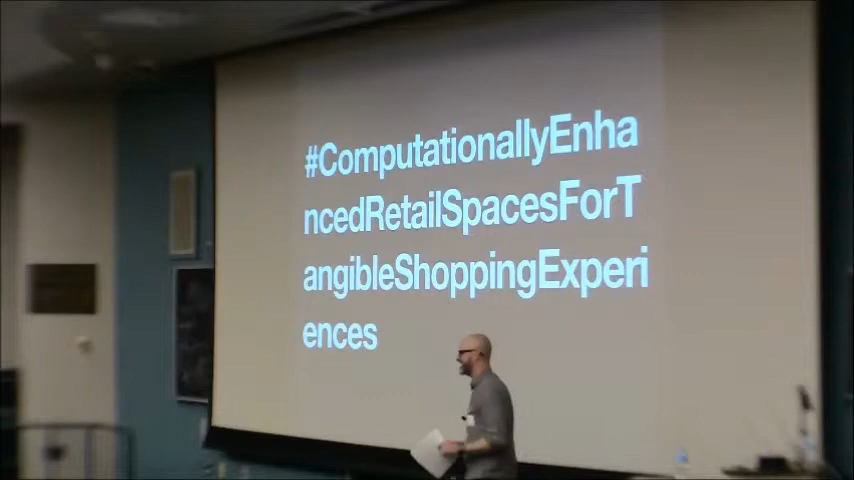 #ComputationallyEnha
ncedRetailSpacesForT
angibleShoppingExperi
ences